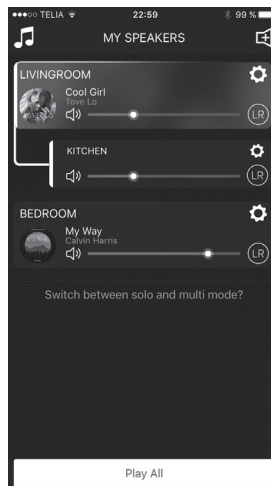 ●●●○○ TELIA 22:59 99 %
MY SPEAKERS
LIVINGROOM
Cool Girl
Tove Lo
LR
KITCHEN
LR
BEDROOM
My Way
Calvin Harris
LR
Switch between solo and multi mode?
Play All